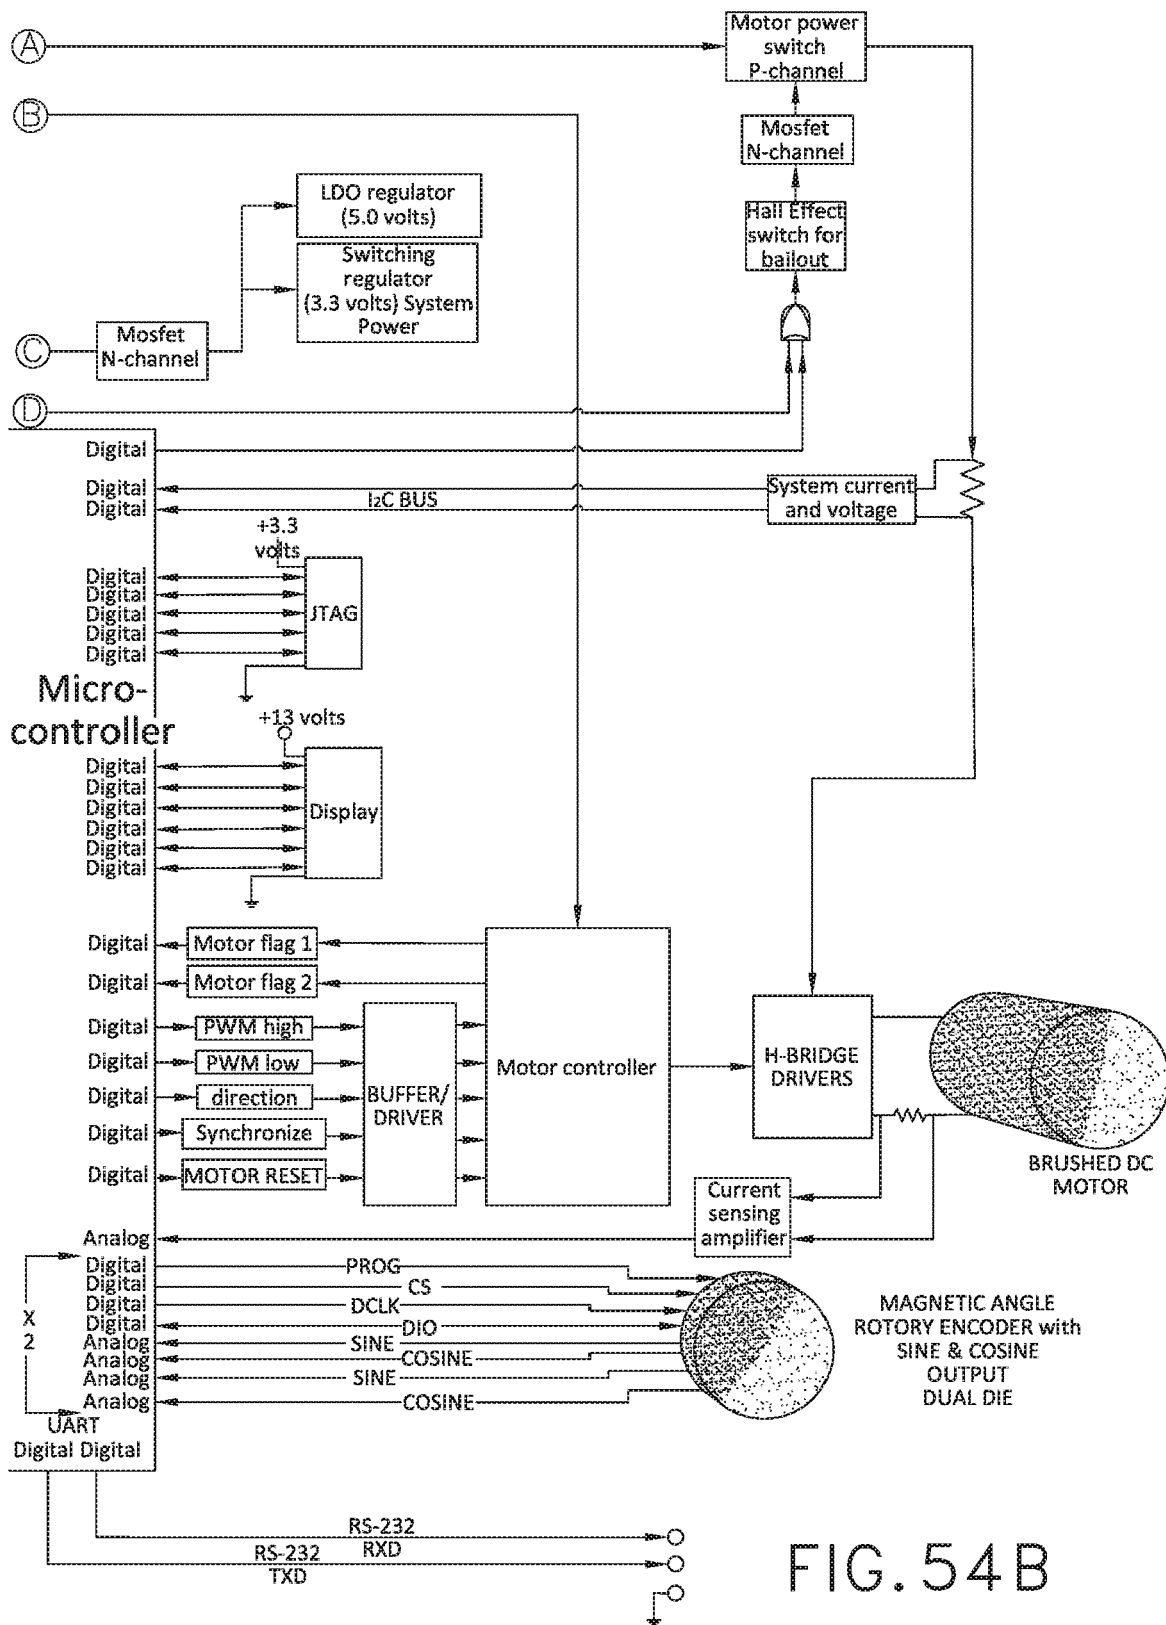 A
Motor power
switch
P-channel
B
Mosfet
N-channel
LDO regulator
(5.0 volts)
Hall Effect
switch for
bailout
Switching
regulator
(3.3 volts) System
Power
C
Mosfet
N-channel
D
Digital
Digital
Digital
I2C BUS
System current
and voltage
+3.3
volts
Digital
Digital
Digital
Digital
Digital
JTAG
Micro-
controller
+13 volts
Digital
Digital
Digital
Digital
Digital
Digital
Display
Digital
Motor flag 1
Digital
Motor flag 2
Digital
PWM high
Digital
PWM low
Digital
direction
Digital
Synchronize
Digital
MOTOR RESET
BUFFER/
DRIVER
Motor controller
H-BRIDGE
DRIVERS
BRUSHED DC
MOTOR
Current
sensing
amplifier
Analog
Digital
PROG
Digital
CS
Digital
DCLK
Digital
DIO
Analog
SINE
Analog
COSINE
Analog
SINE
Analog
COSINE
X
2
MAGNETIC ANGLE
ROTORY ENCODER with
SINE & COSINE
OUTPUT
DUAL DIE
UART
Digital Digital
RS-232
RXD
RS-232
TXD
FIG. 54B